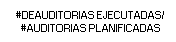 #DEAUDITORIAS EJECUTADAS/
#AUDITORIAS PLANIFICADAS